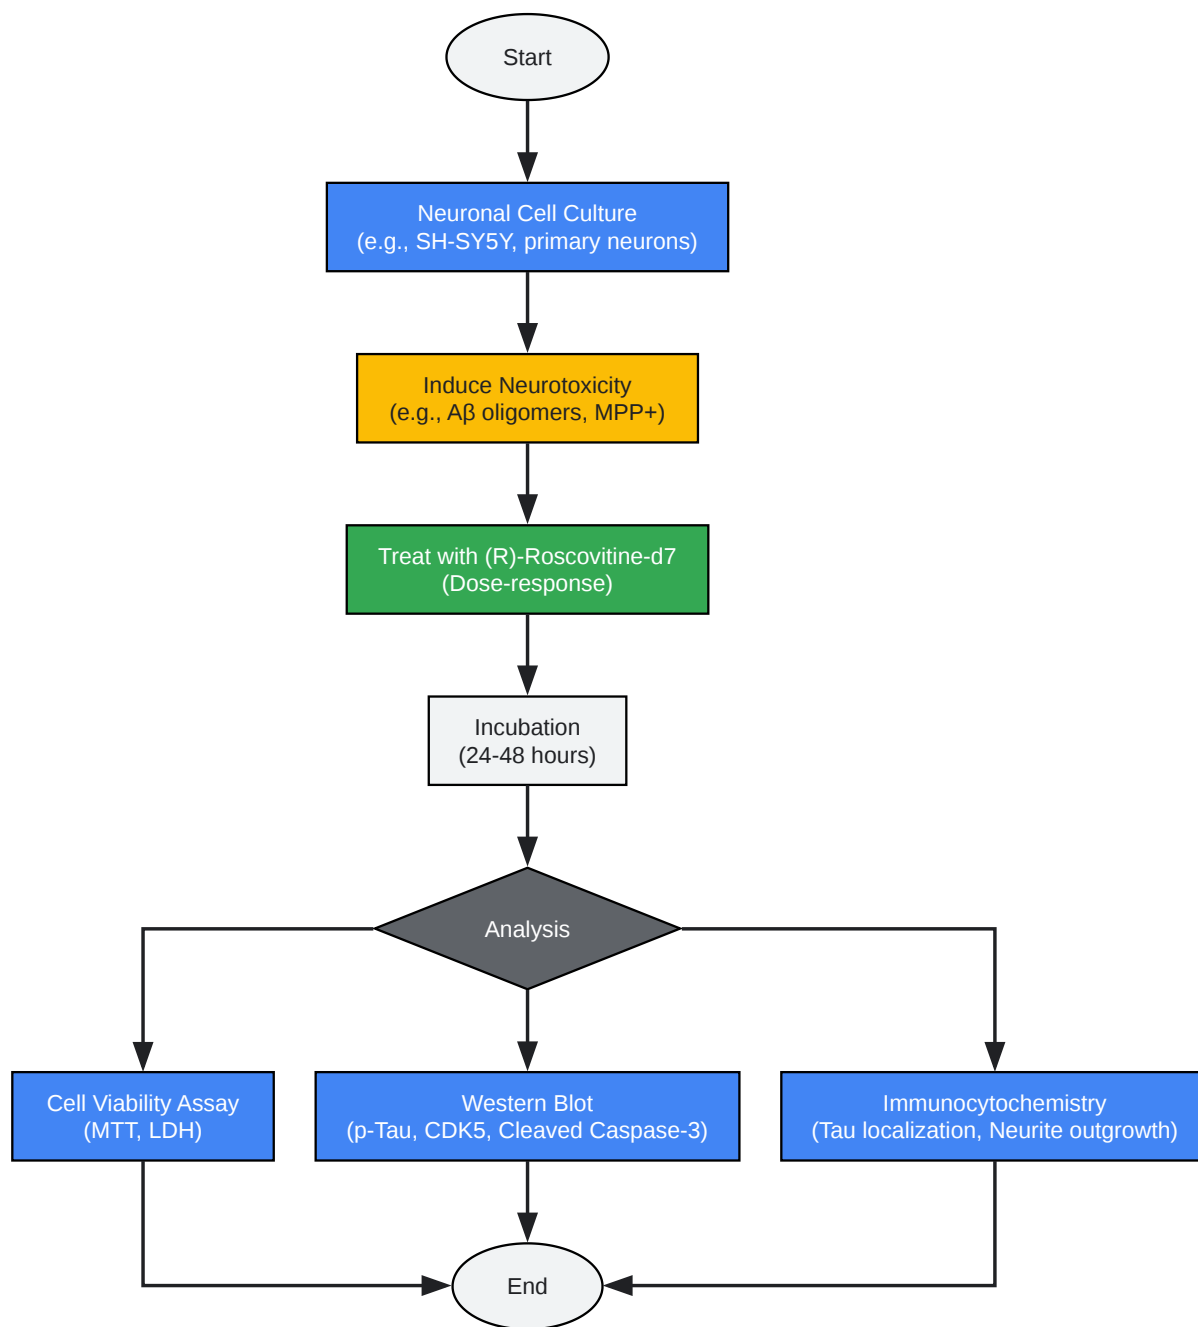 Start
Neuronal Cell Culture
(e.g., SH-SY5Y, primary neurons)
Induce Neurotoxicity
(e.g., Aβ oligomers, MPP+)
Treat with (R)-Roscovitine-d7
(Dose-response)
Incubation
(24-48 hours)
Analysis
Cell Viability Assay
(MTT, LDH)
Western Blot
(p-Tau, CDK5, Cleaved Caspase-3)
Immunocytochemistry
(Tau localization, Neurite outgrowth)
End